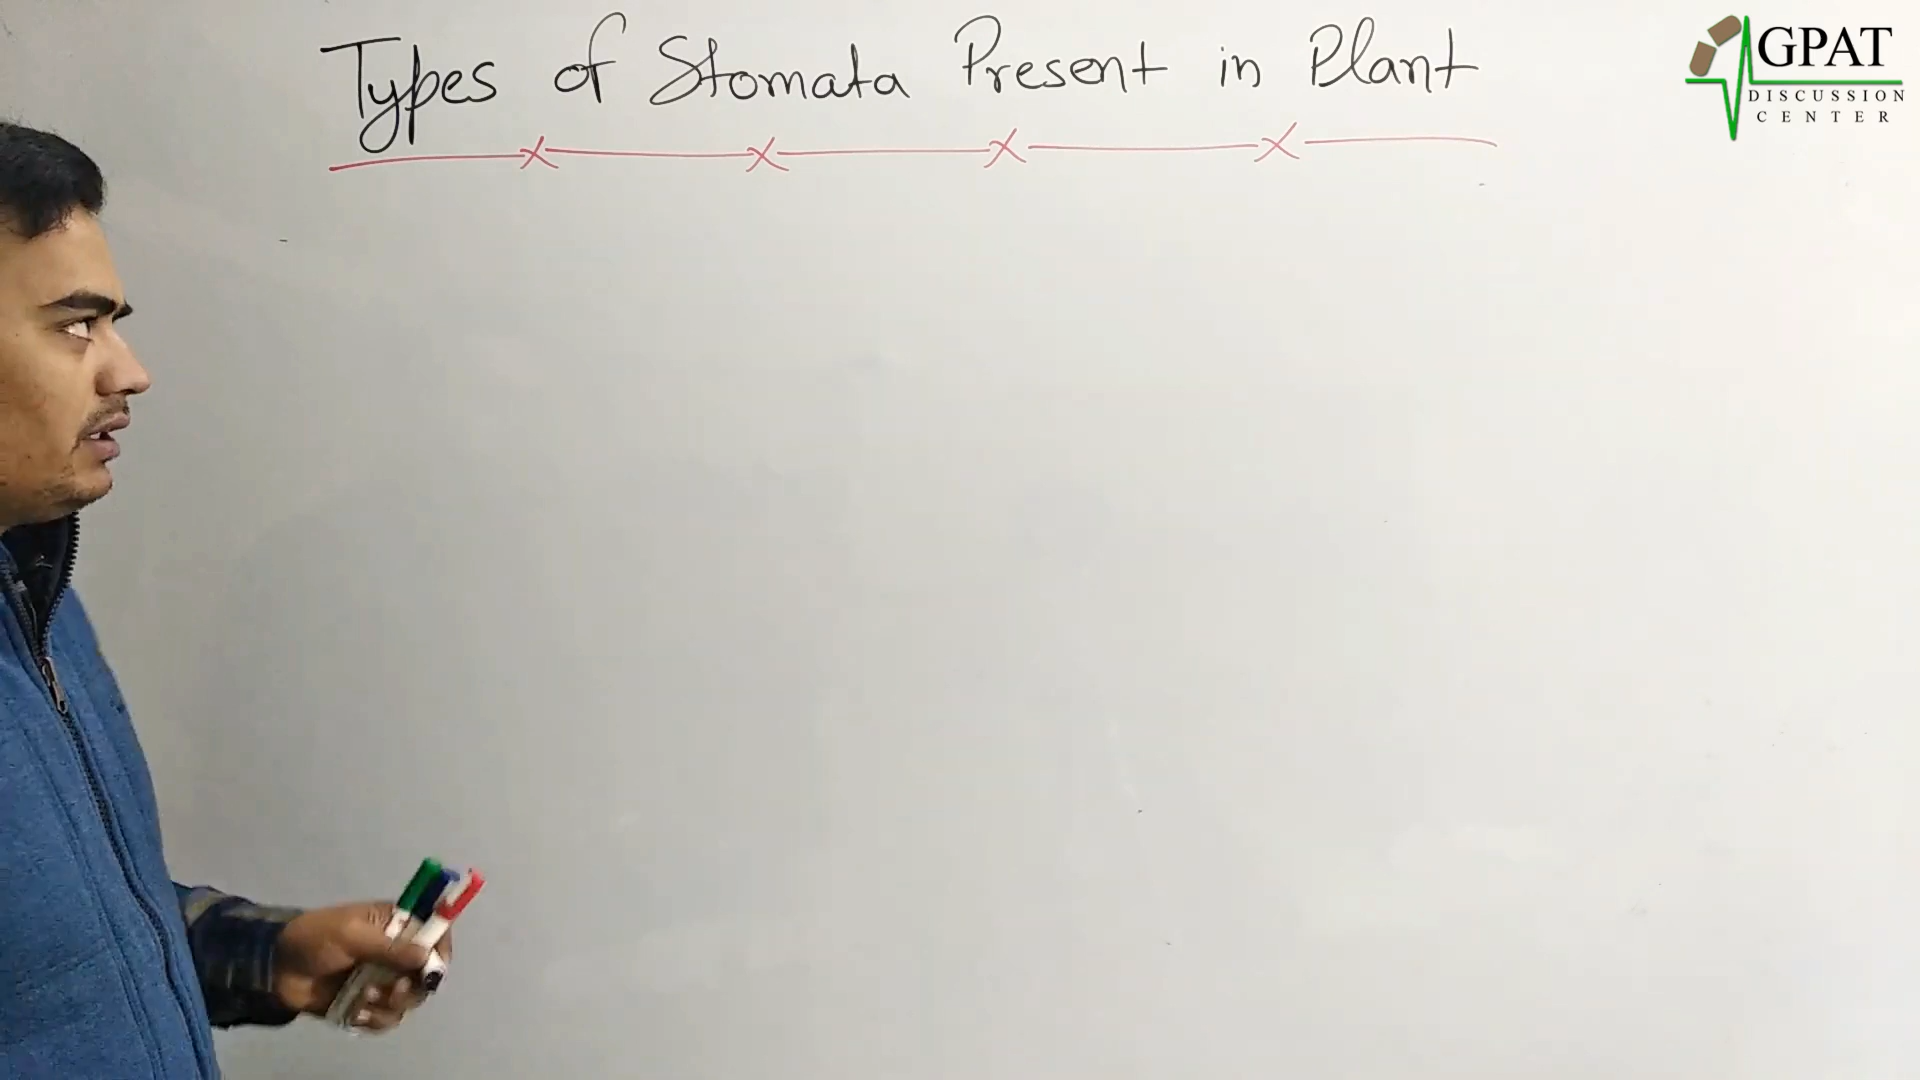 Types of Stomata Present in Plant
GPAT
DISCUSSION
CENTER